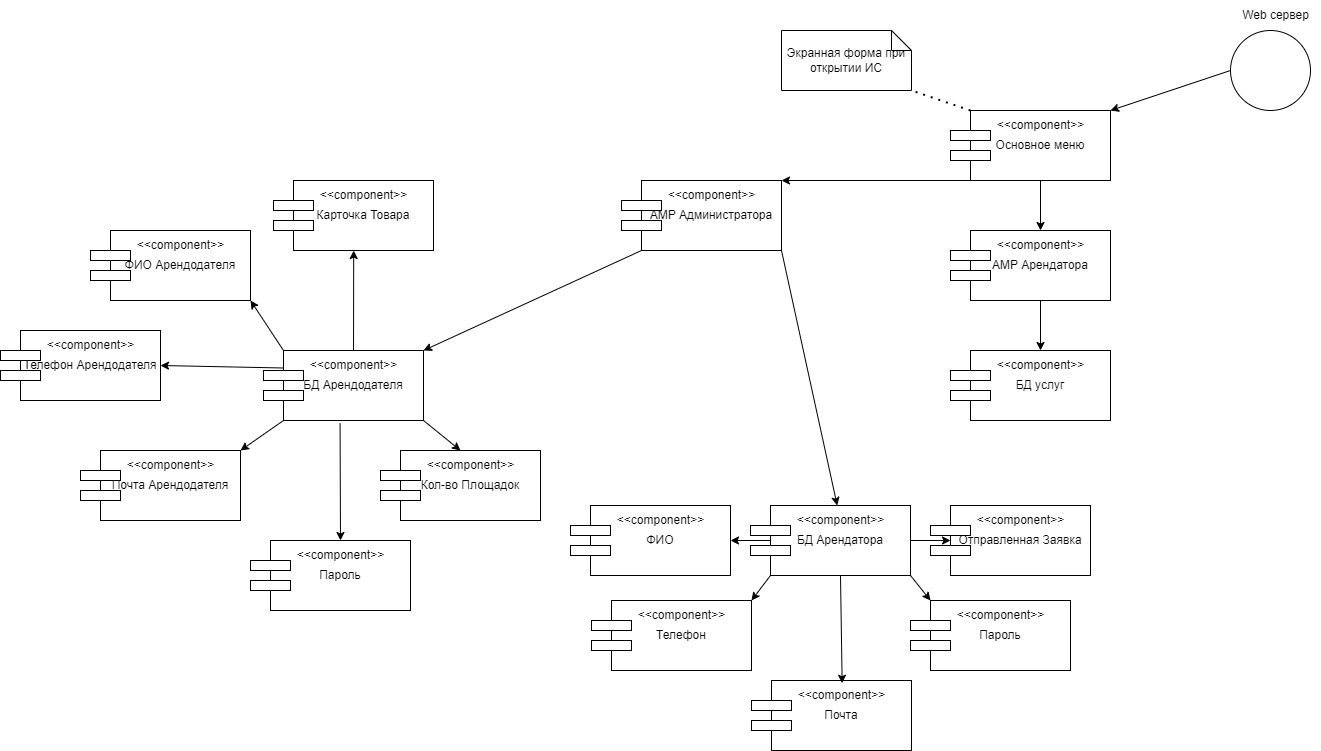 Web сервер
Экранная форма при
открытии ИС
<<component>>
Основное меню
<<component>>
Карточка Товара
<<component>>
АМР Администратора
<<component>>
ФИО Арендодателя
<<component>>
АМР Арендатора
<<component>>
Телефон Арендодателя
<<component>>
БД Арендодателя
<<component>>
БД услуг
<<component>>
Почта Арендодателя
<<component>>
Кол-во Площадок
<<component>>
Пароль
<<component>>
ФИО
<<component>>
БД Арендатора
<<component>>
Отправленная Заявка
<<component>>
Телефон
<<component>>
Пароль
<<component>>
Почта